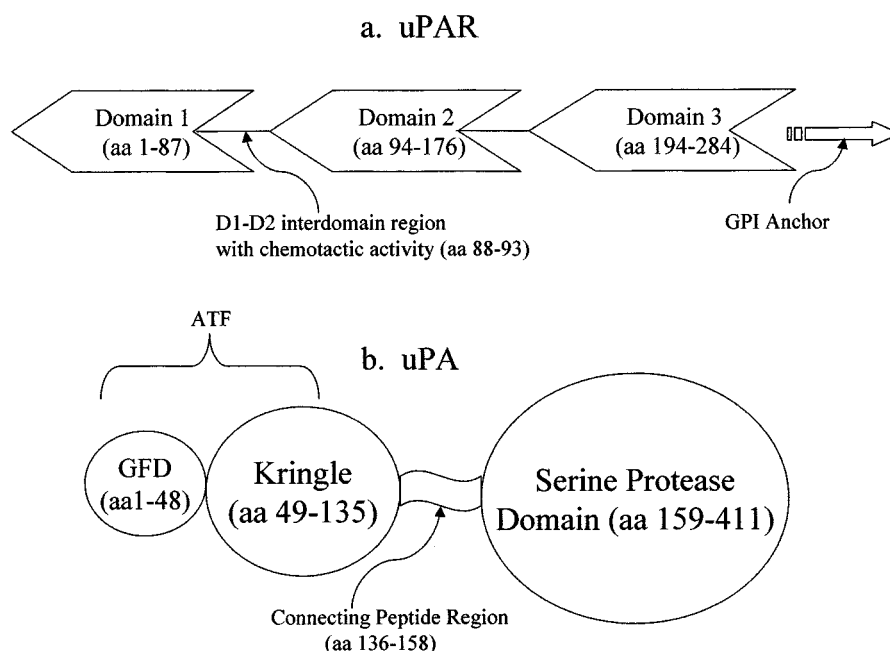 a. uPAR
Domain 1
(aa 1-87)
Domain 2
(aa 94-176)
Domain 3
(aa 194-284)
D1-D2 interdomain region
with chemotactic activity (aa 88-93)
GPI Anchor
ATF
b. uPA
GFD
(aa1-48)
Kringle
(aa 49-135)
Serine Protease
Domain (aa 159-411)
Connecting Peptide Region
(aa 136-158)